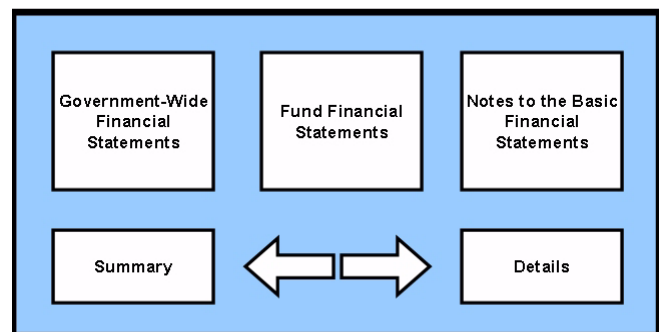 Government-Wide
Financial
Statements
Fund Financial
Statements
Notes to the Basic
Financial
Statements
Summary
Details